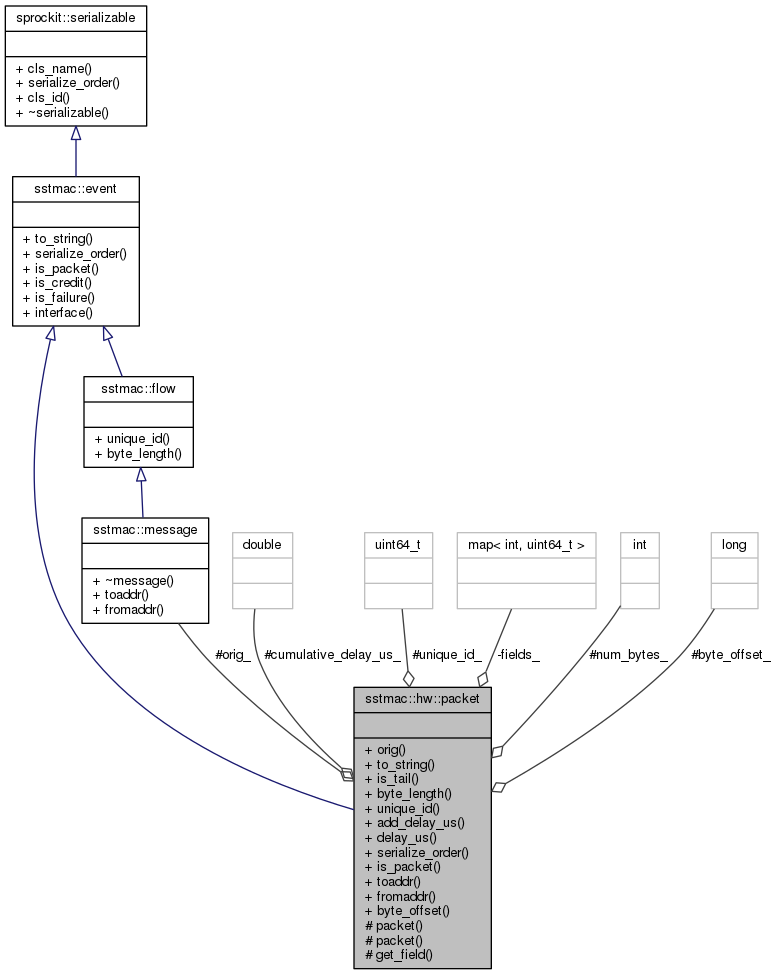 sprockit::serializable
+ cls_name()
+ serialize_order()
+ cls_id()
+ ~serializable()
sstmac::event
+ to_string()
+ serialize_order()
+ is_packet()
+ is_credit()
+ is_failure()
+ interface()
sstmac::flow
+ unique_id()
+ byte_length()
sstmac::message
+ ~message()
+ toaddr()
+ fromaddr()
double
uint64_t
map< int, uint64_t >
int
long
#orig_
#cumulative_delay_us_
#unique_id_
-fields_
#num_bytes_
#byte_offset_
sstmac::hw::packet
+ orig()
+ to_string()
+ is_tail()
+ byte_length()
+ unique_id()
+ add_delay_us()
+ delay_us()
+ serialize_order()
+ is_packet()
+ toaddr()
+ fromaddr()
+ byte_offset()
# packet()
# packet()
# get_field()